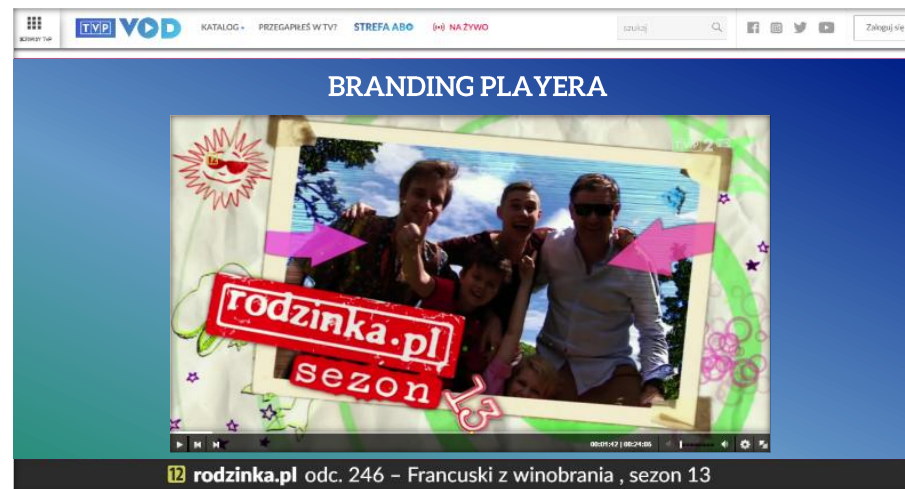 TVP VOD KATALOG PRZEGAPIŁEŚ W TV? STREFA ABO NA ŻYWO szukaj Zaloguj się
BRANDING PLAYERA
12
rodzinka.pl
sezon
13
00:01:47 | 00:24:06
12 rodzinka.pl odc. 246 – Francuski z winobrania , sezon 13